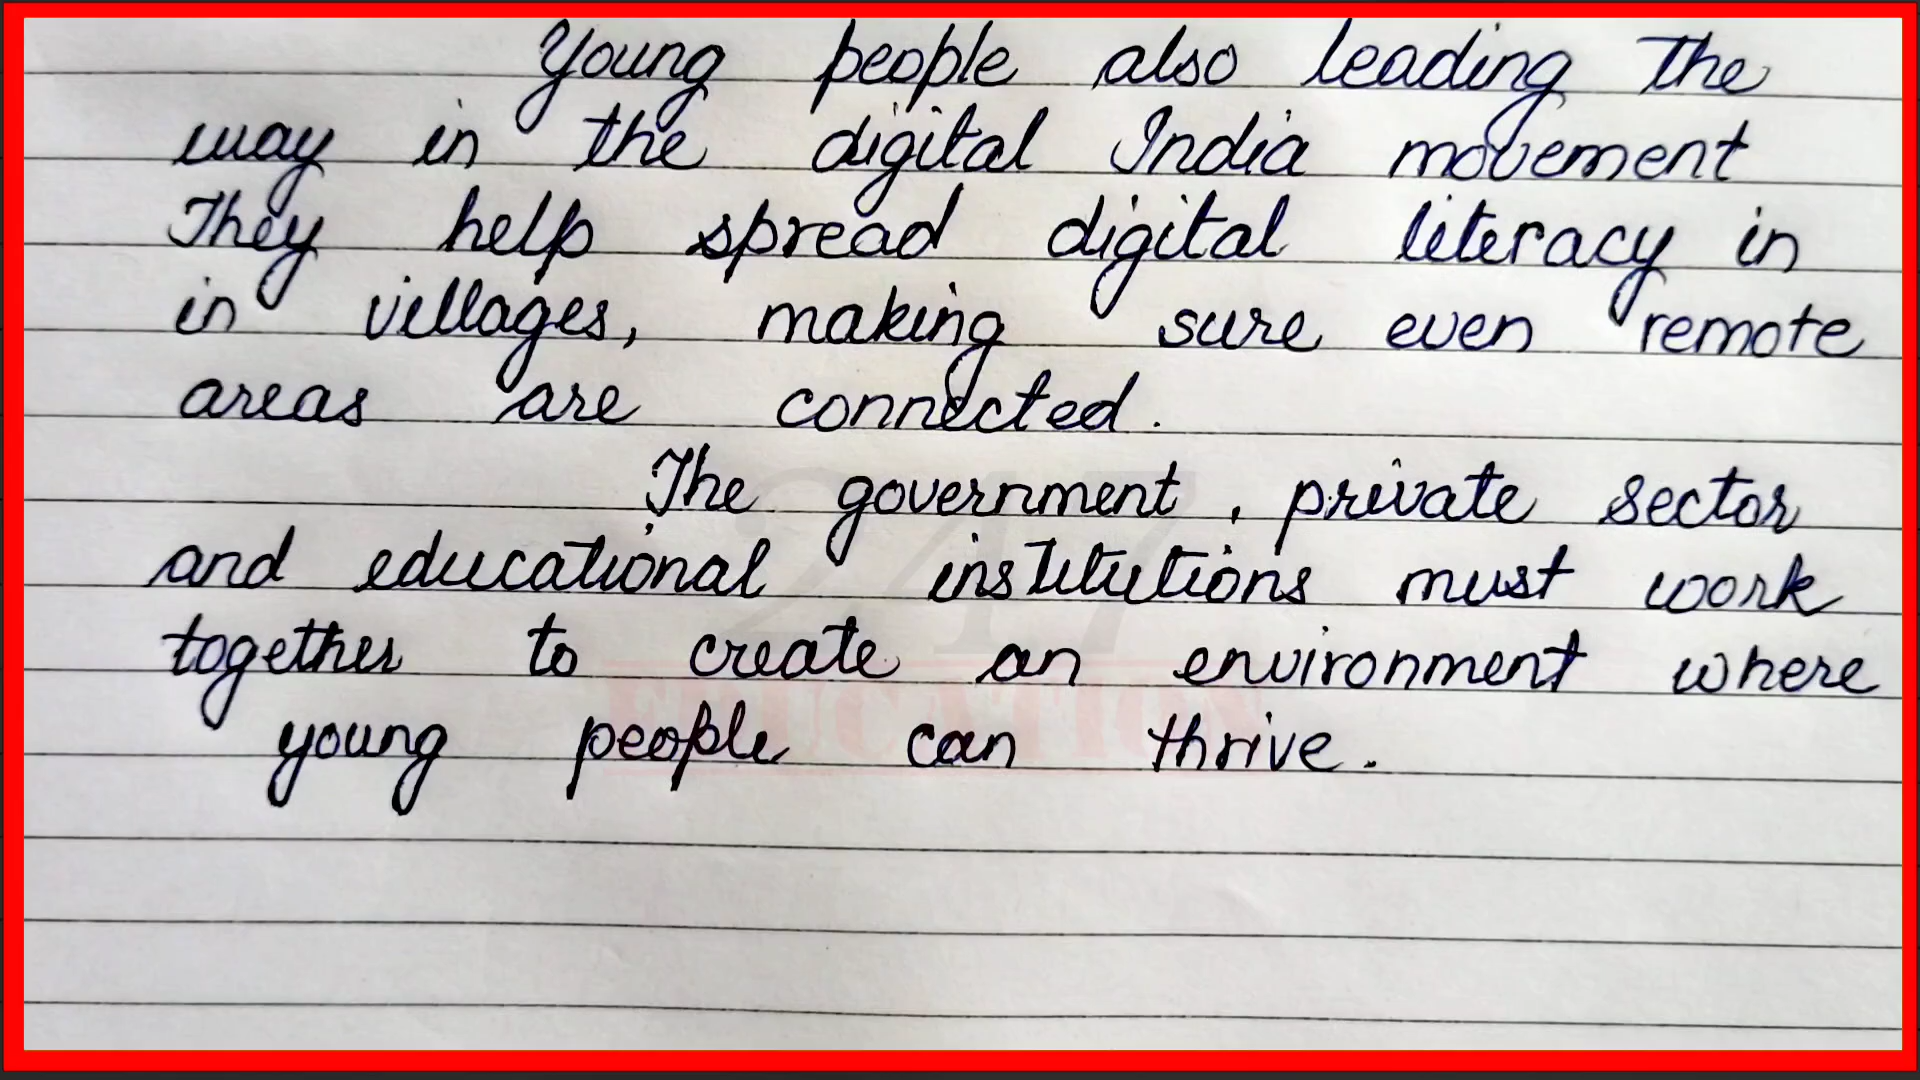 Young people also leading the
way in the digital India movement
They help spread digital literacy in
in villages, making sure even remote
areas are connected.
The government, private sector
and educational institutions must work
together to create an environment where
young people can thrive.
247
EDUCATION